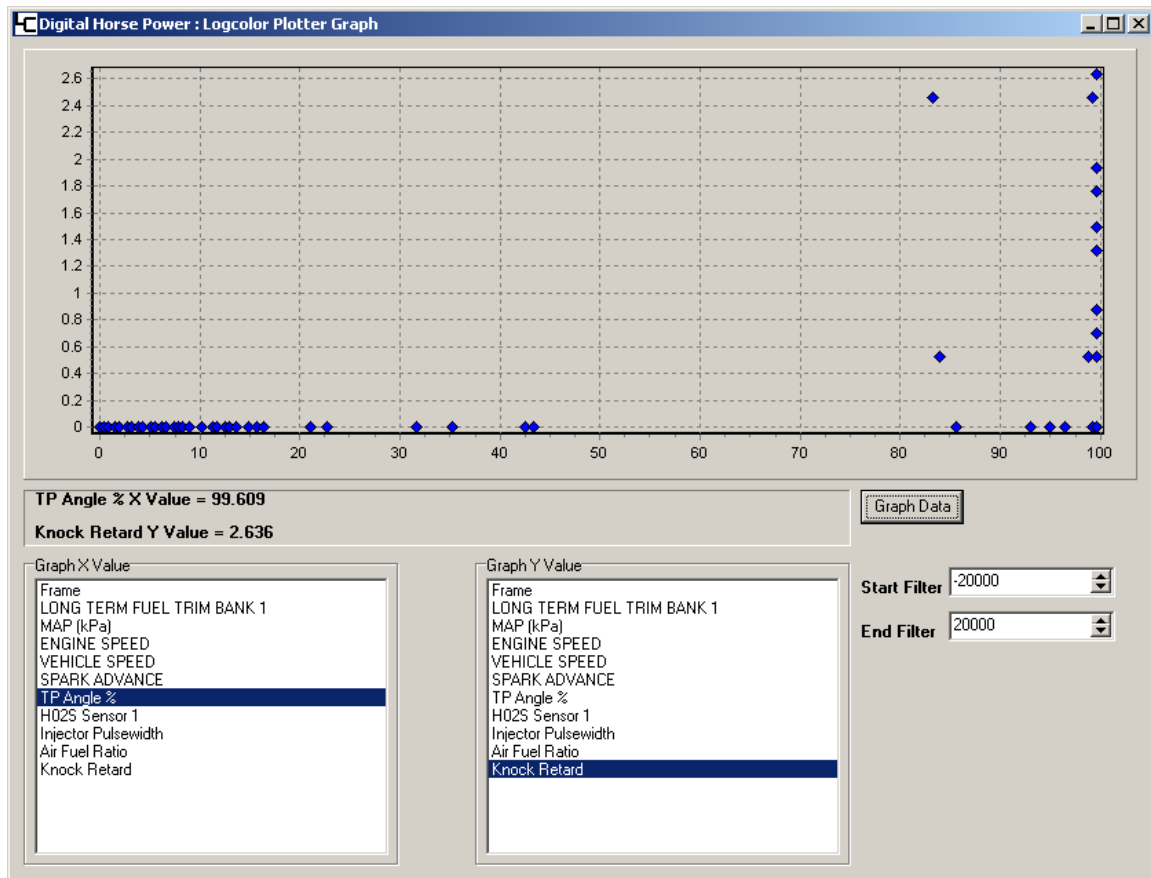 Digital Horse Power : Logcolor Plotter Graph
2.6
2.4
2.2
2
1.8
1.6
1.4
1.2
1
0.8
0.6
0.4
0.2
0
0 10 20 30 40 50 60 70 80 90 100
TP Angle % X Value = 99.609
Knock Retard Y Value = 2.636
Graph Data
Graph X Value
Frame
LONG TERM FUEL TRIM BANK 1
MAP (kPa)
ENGINE SPEED
VEHICLE SPEED
SPARK ADVANCE
TP Angle %
H02S Sensor 1
Injector Pulsewidth
Air Fuel Ratio
Knock Retard
Graph Y Value
Frame
LONG TERM FUEL TRIM BANK 1
MAP (kPa)
ENGINE SPEED
VEHICLE SPEED
SPARK ADVANCE
TP Angle %
H02S Sensor 1
Injector Pulsewidth
Air Fuel Ratio
Knock Retard
Start Filter -20000
End Filter 20000